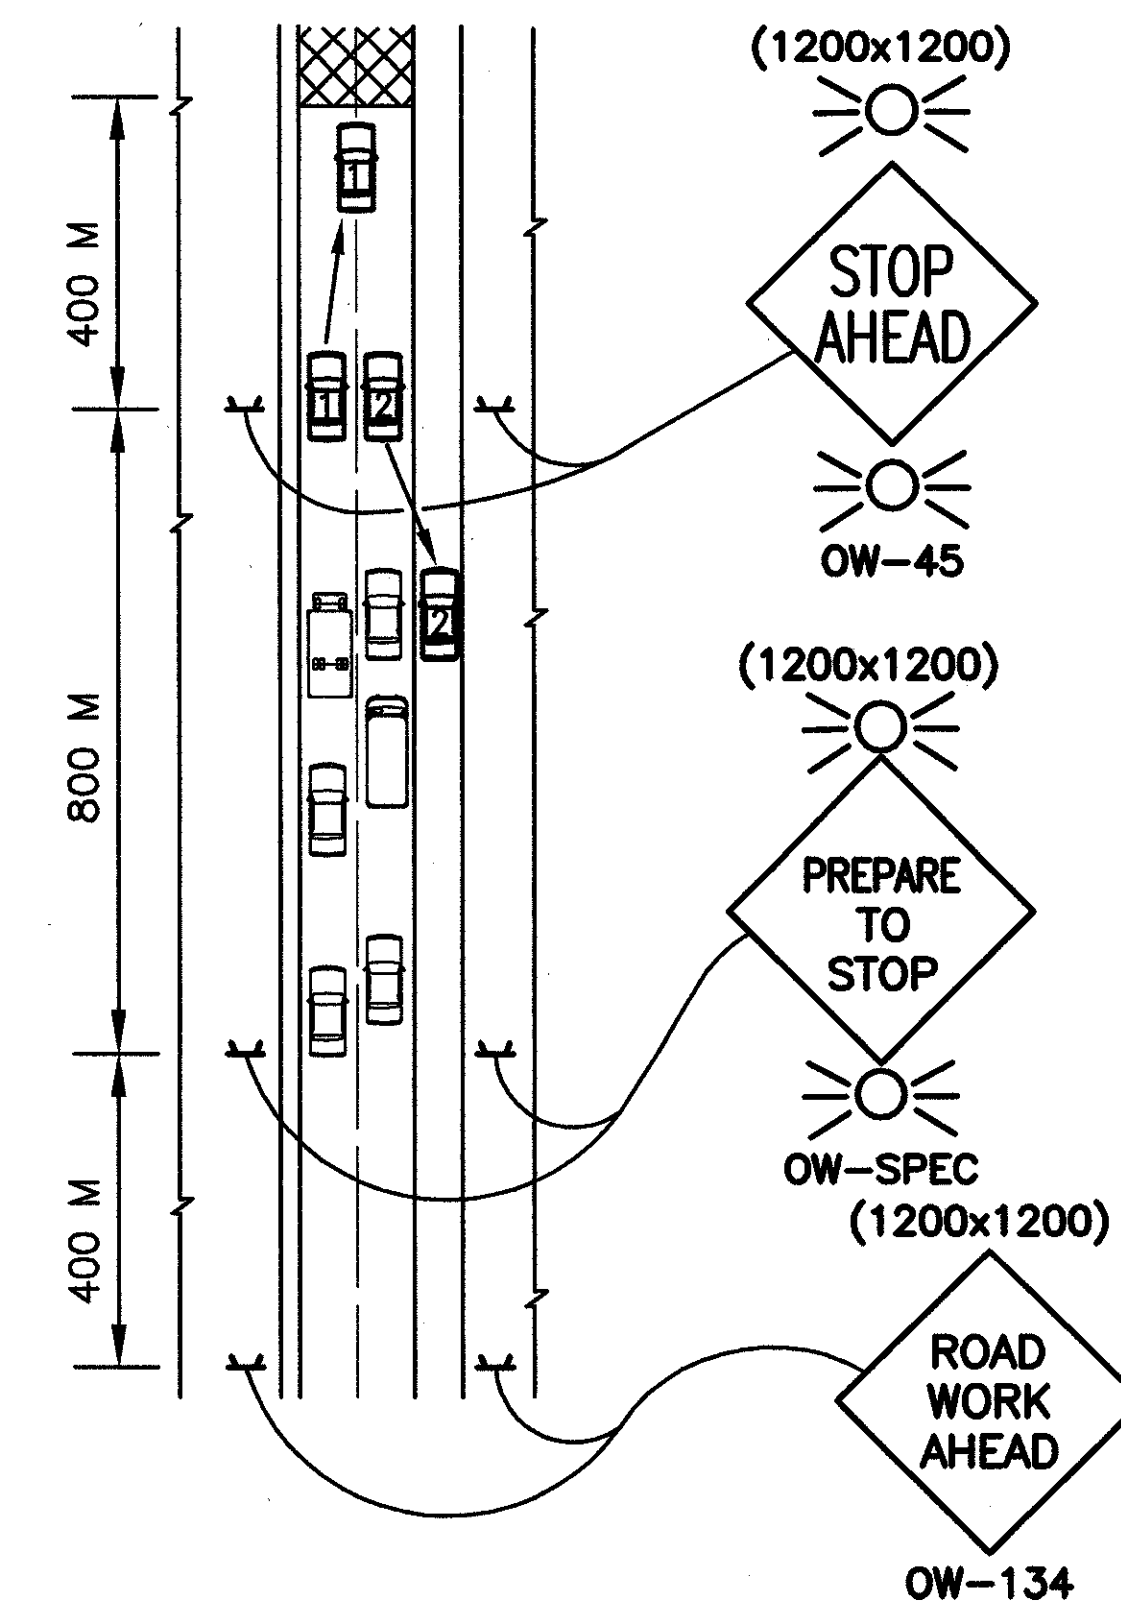 (1200x1200)
STOP
AHEAD
OW-45
400 M
1
1
2
2
(1200x1200)
PREPARE
TO
STOP
OW-SPEC
800 M
(1200x1200)
ROAD
WORK
AHEAD
OW-134
400 M